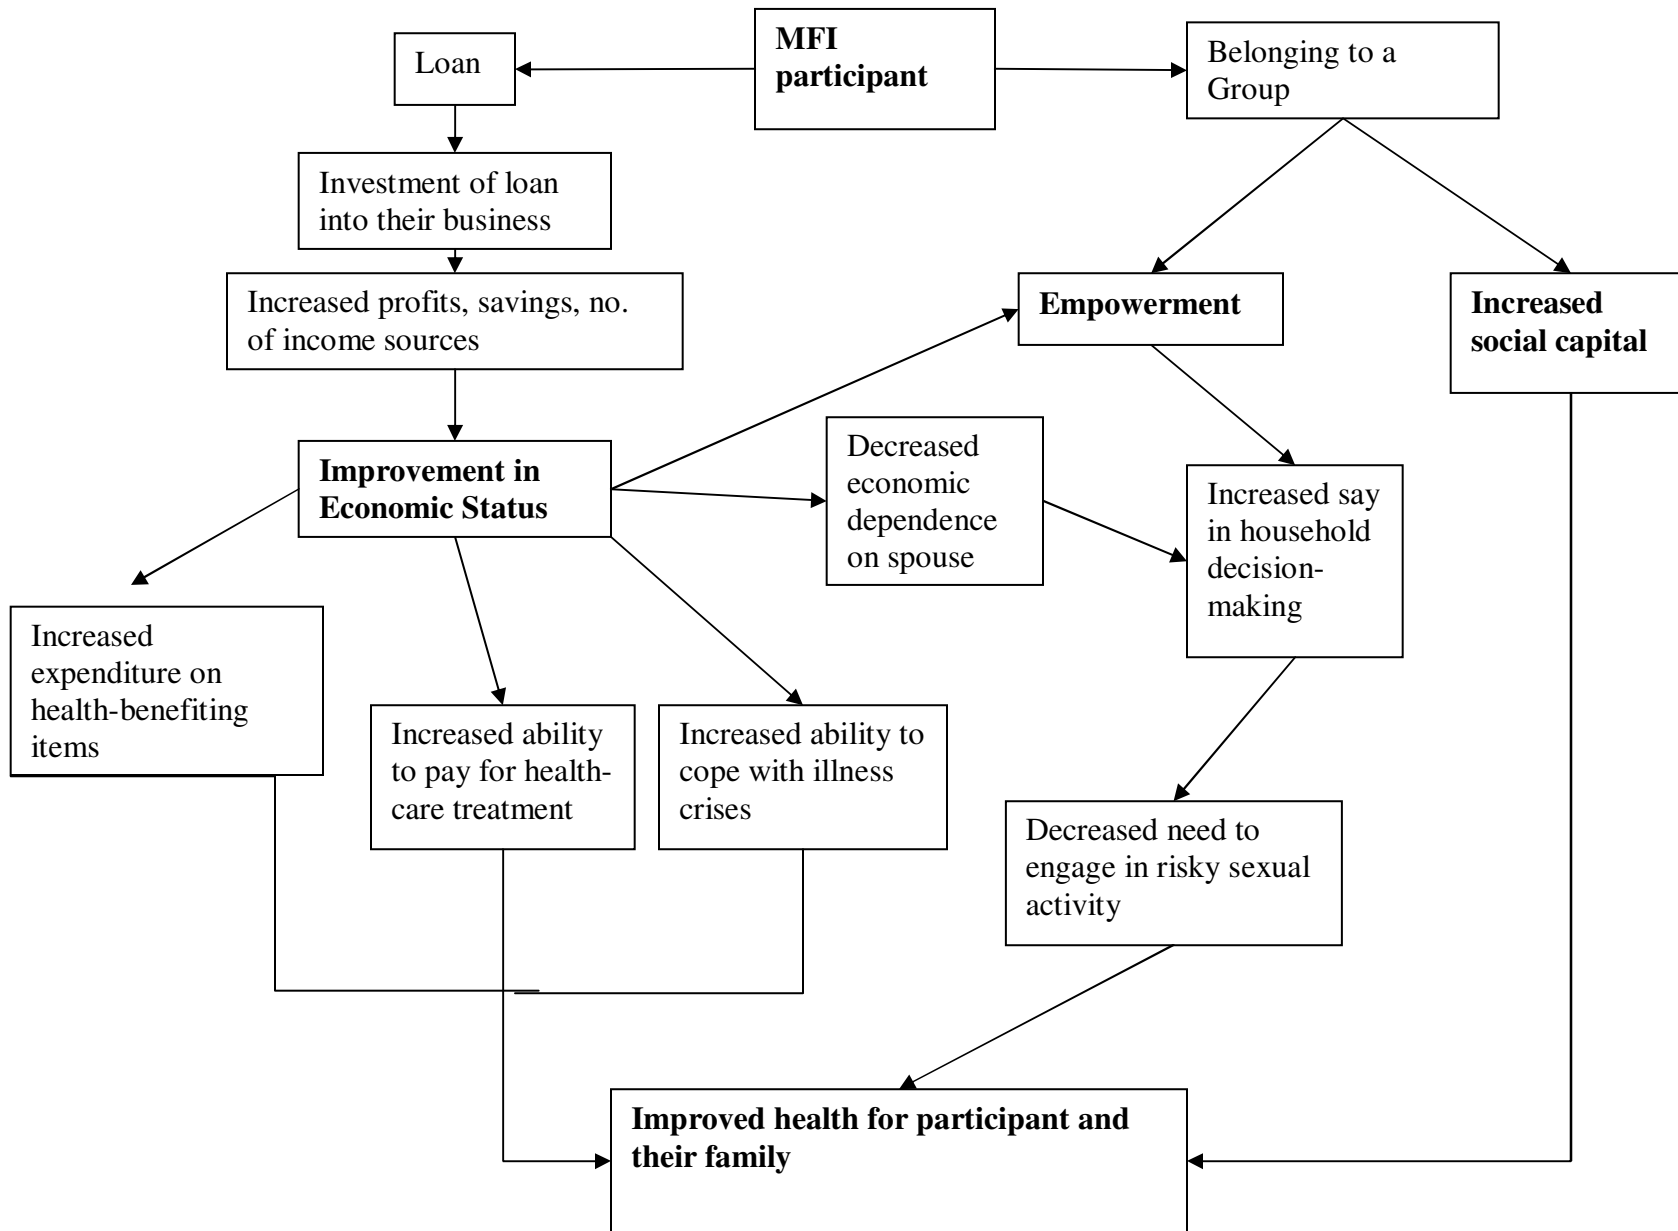 Loan
MFI
participant
Belonging to a
Group
Investment of loan
into their business
Increased profits, savings, no.
of income sources
Empowerment
Increased
social capital
Improvement in
Economic Status
Decreased
economic
dependence
on spouse
Increased say
in household
decision-
making
Increased
expenditure on
health-benefiting
items
Increased ability
to pay for health-
care treatment
Increased ability to
cope with illness
crises
Decreased need to
engage in risky sexual
activity
Improved health for participant and
their family